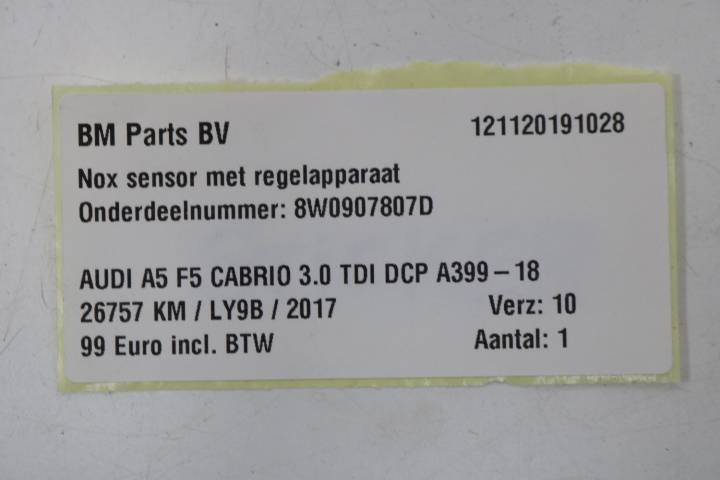 BM Parts BV 121120191028
Nox sensor met regelapparaat
Onderdeelnummer: 8W0907807D
AUDI A5 F5 CABRIO 3.0 TDI DCP A399-18
26757 KM / LY9B / 2017 Verz: 10
99 Euro incl. BTW Aantal: 1